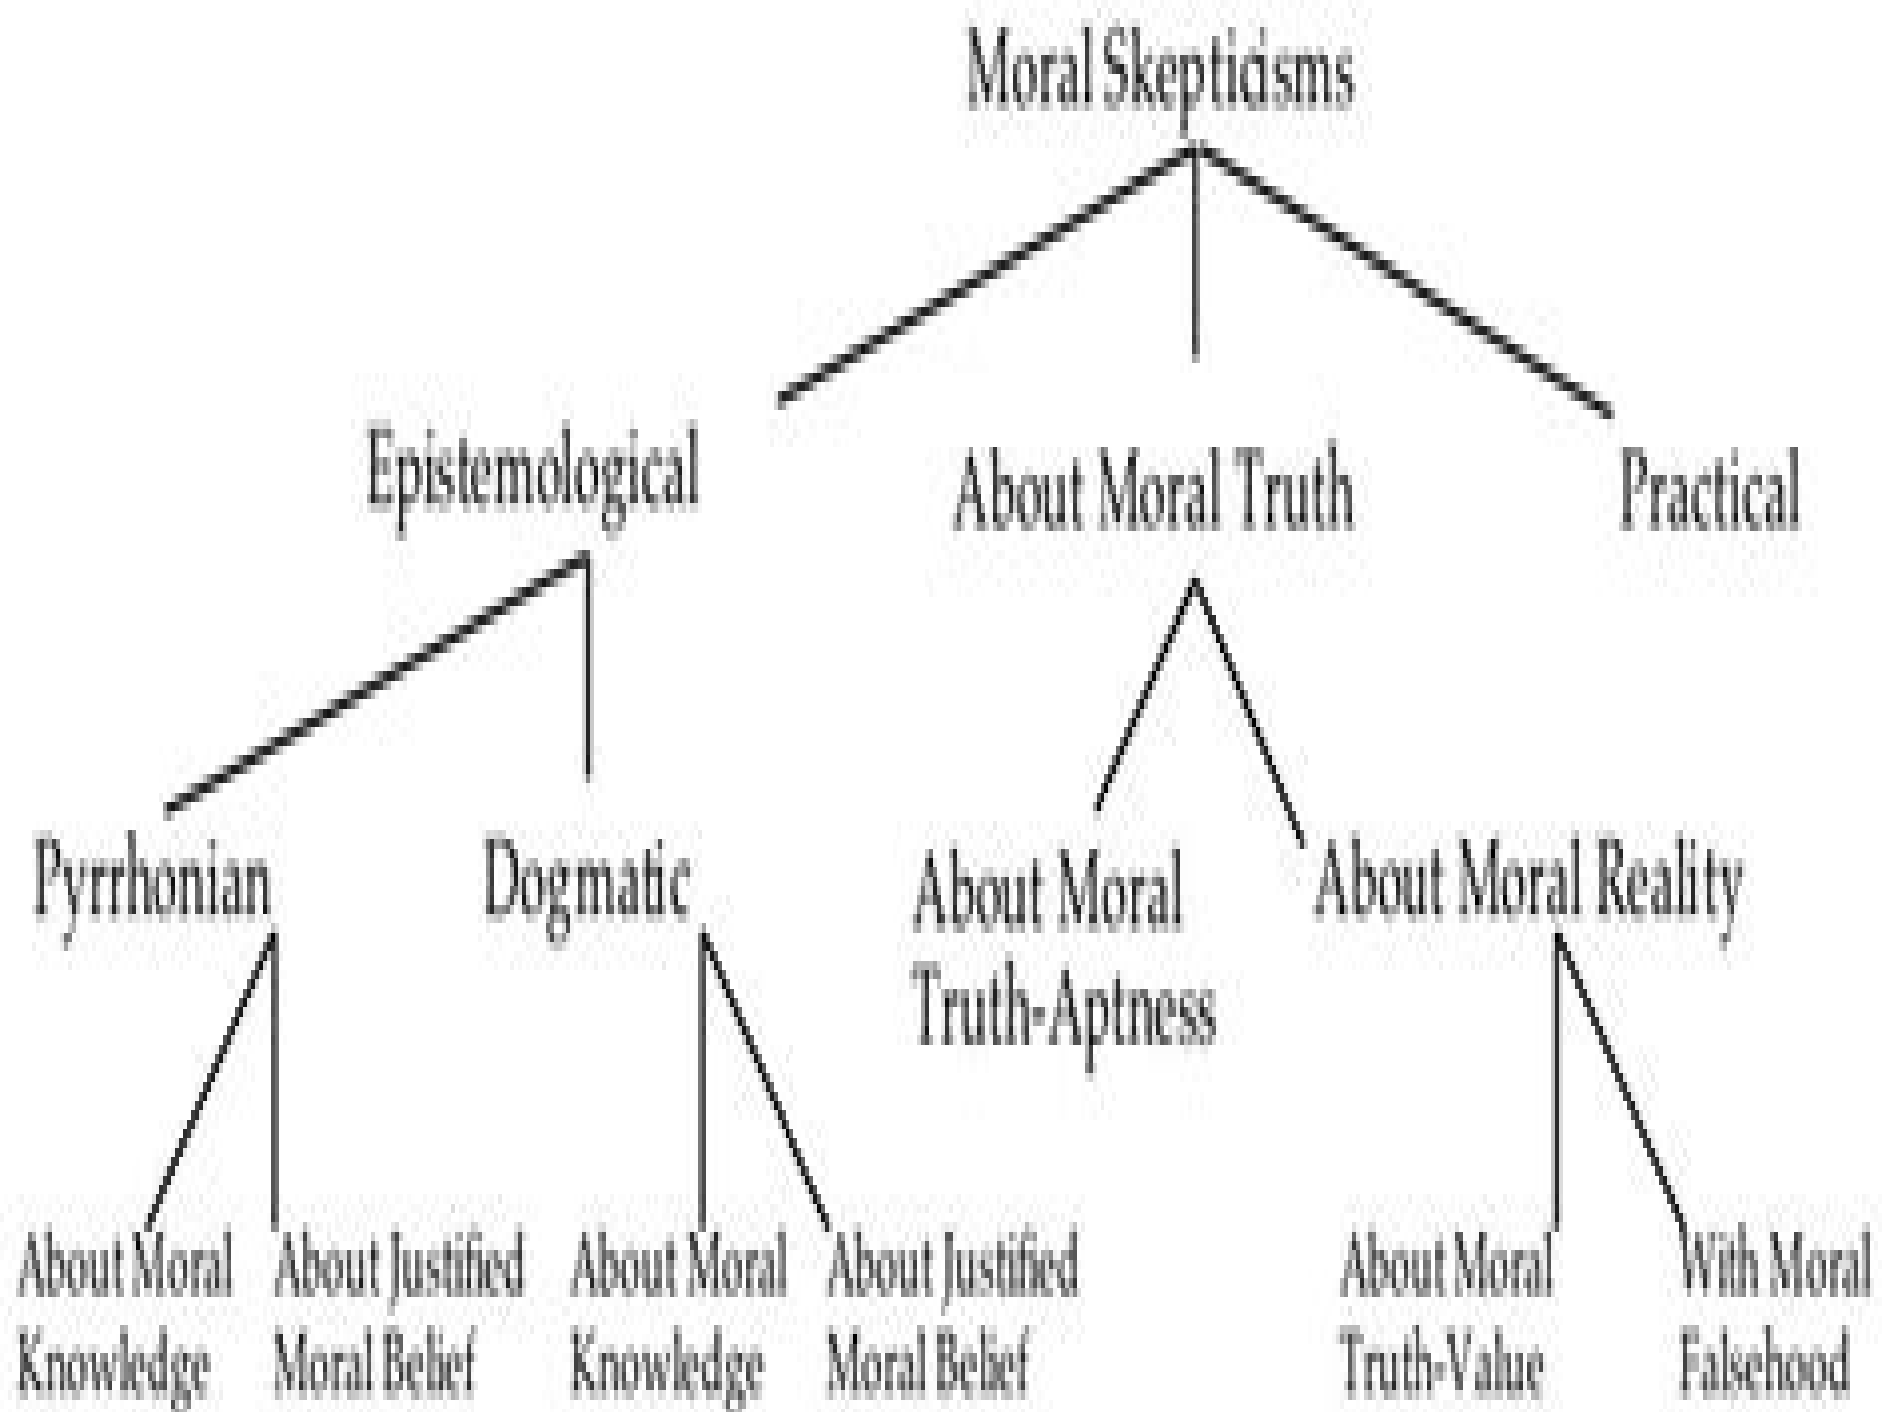 Moral Skepticisms
Epistemological
About Moral Truth
Practical
Pyrrhonian
Dogmatic
About Moral
Truth-Aptness
About Moral Reality
About Moral
Knowledge
About Justified
Moral Belief
About Moral
Knowledge
About Justified
Moral Belief
About Moral
Truth-Value
With Moral
Falsehood